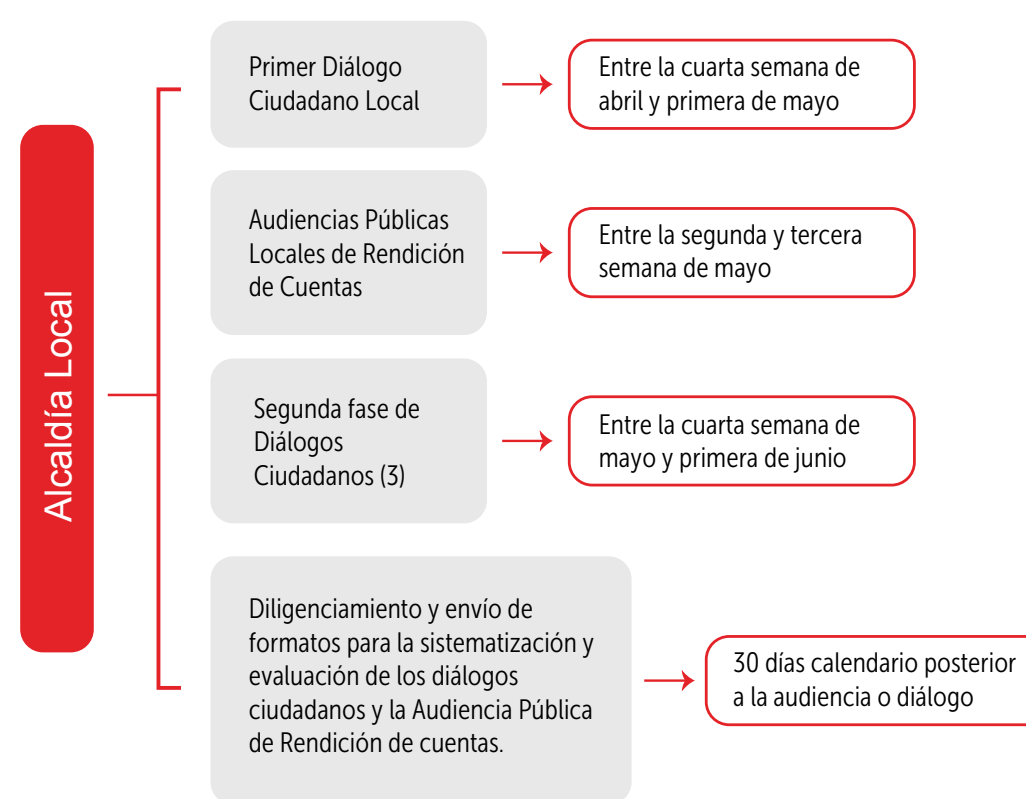 Alcaldía Local
Primer Diálogo
Ciudadano Local
Entre la cuarta semana de
abril y primera de mayo
Audiencias Públicas
Locales de Rendición
de Cuentas
Entre la segunda y tercera
semana de mayo
Segunda fase de
Diálogos
Ciudadanos (3)
Entre la cuarta semana de
mayo y primera de junio
Diligenciamiento y envío de
formatos para la sistematización y
evaluación de los diálogos
ciudadanos y la Audiencia Pública
de Rendición de cuentas.
30 días calendario posterior
a la audiencia o diálogo